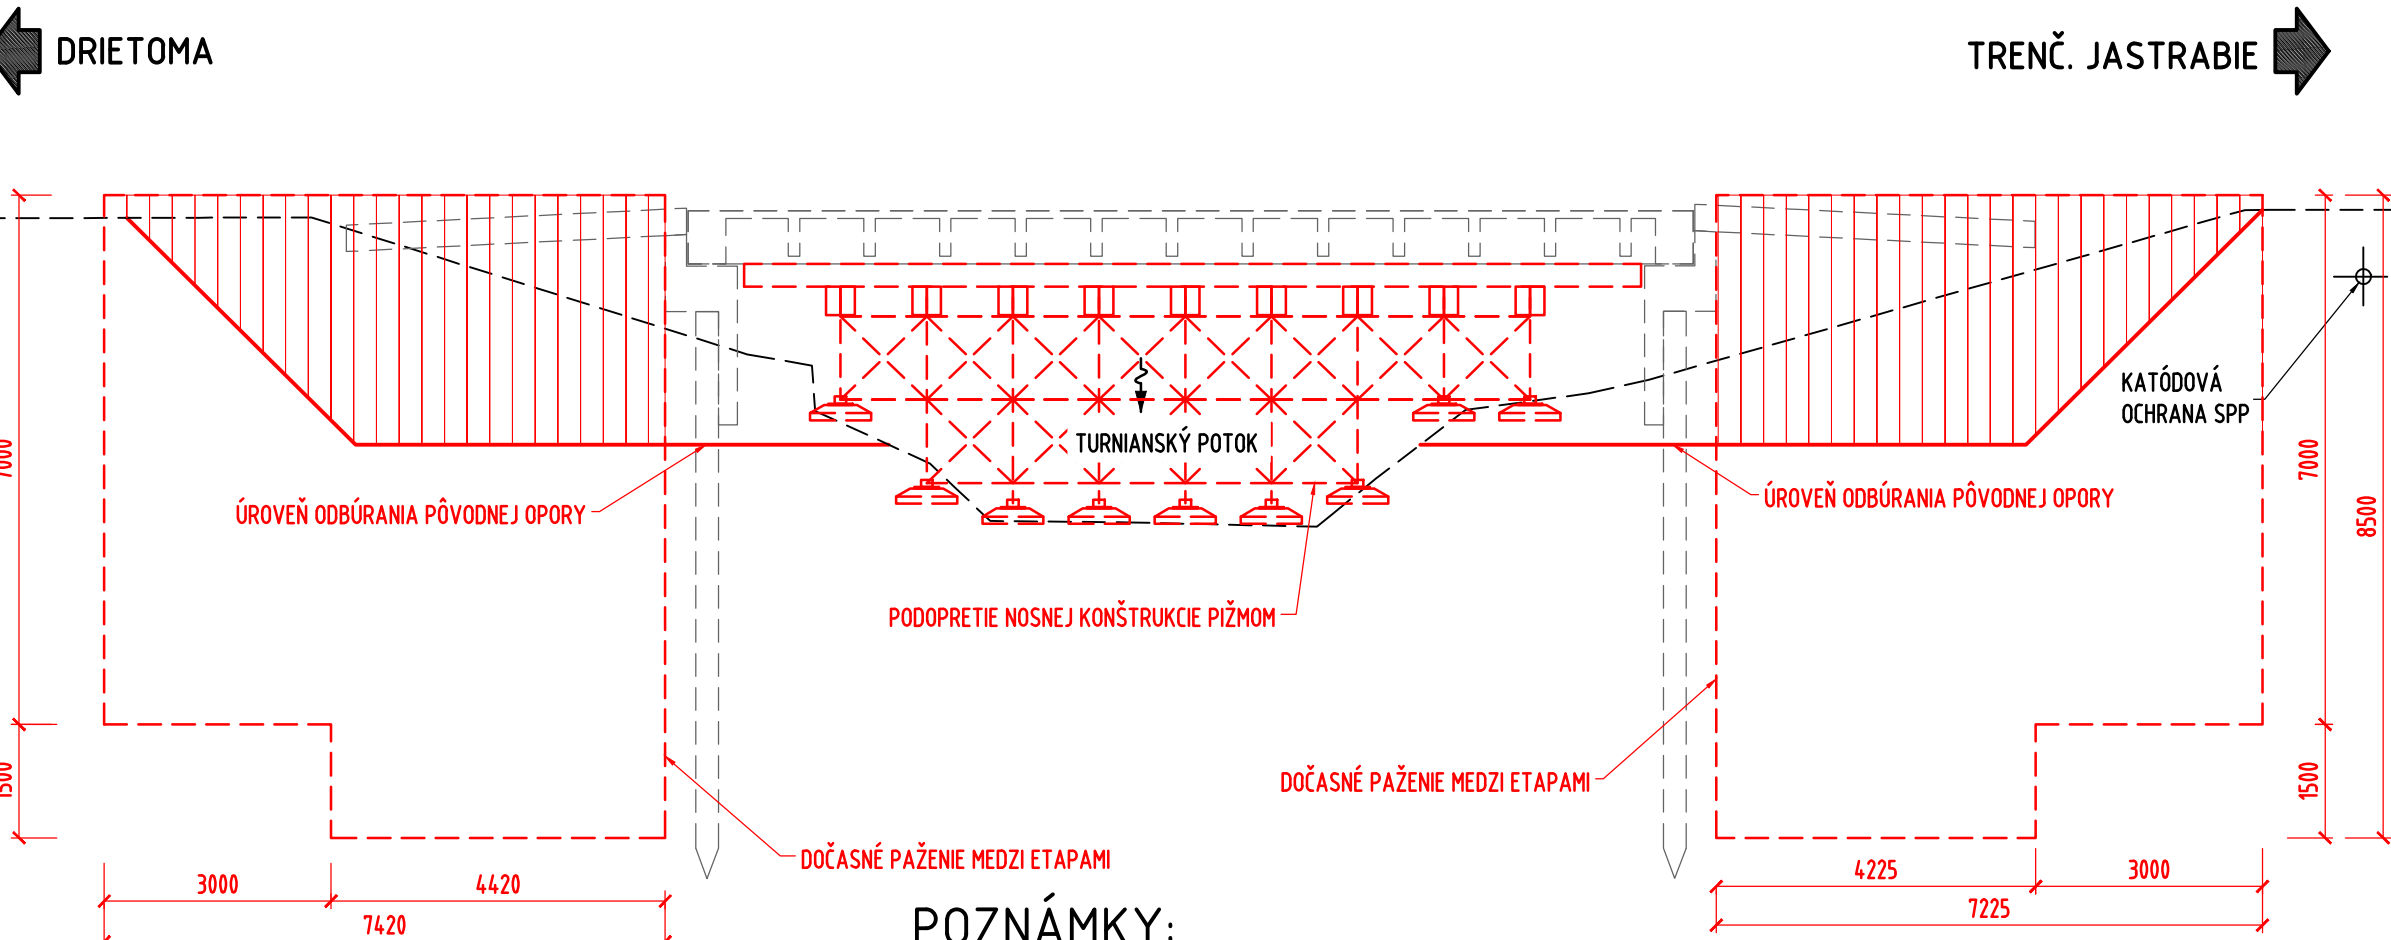 DRIETOMA
TRENČ. JASTRABIE
KATÓDOVÁ
OCHRANA SPP
TURNIANSKÝ POTOK
7000
7000
ÚROVEŇ ODBÚRANIA PÔVODNEJ OPORY
ÚROVEŇ ODBÚRANIA PÔVODNEJ OPORY
8500
PODOPRETIE NOSNEJ KONŠTRUKCIE PIŽMOM
1500
DOČASNÉ PAŽENIE MEDZI ETAPAMI
1500
DOČASNÉ PAŽENIE MEDZI ETAPAMI
3000
4420
4225
3000
7420
7225
POZNÁMKY: